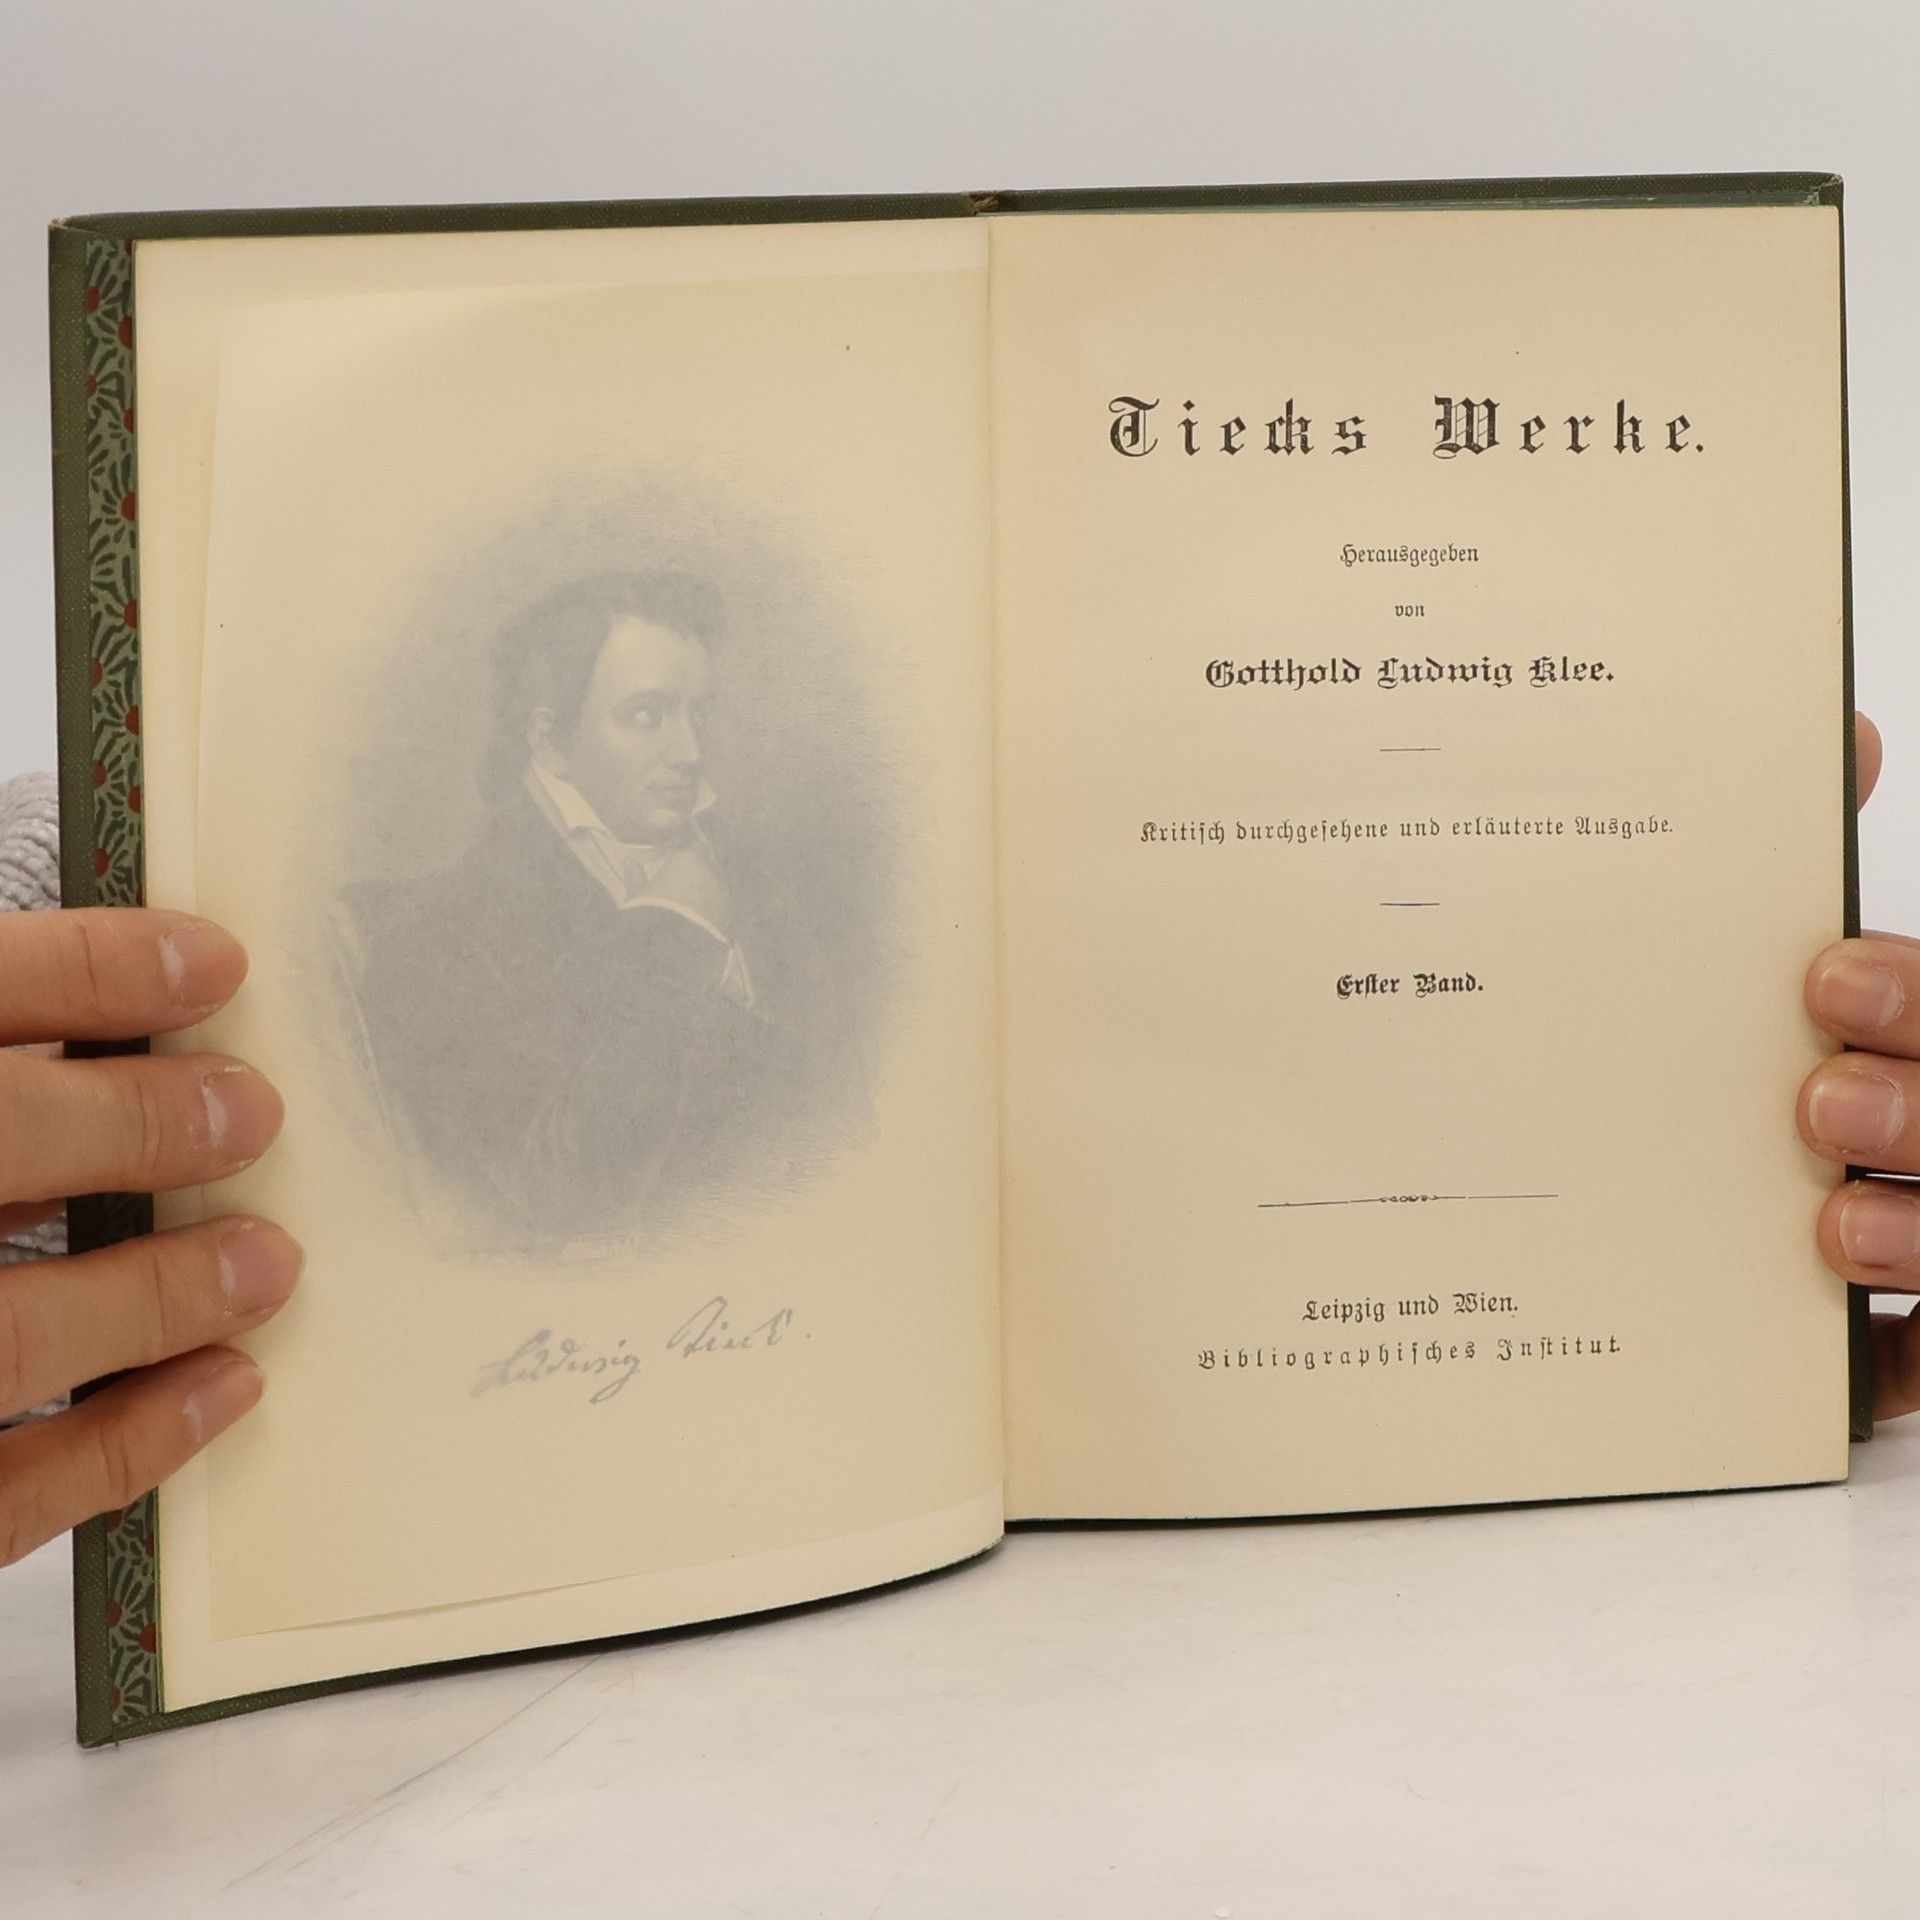 Ludwig Tieck.
Tiecks Werke.
Herausgegeben
von
Gotthold Ludwig Klee.
Kritisch durchgesehene und erläuterte Ausgabe.
Erster Band.
Leipzig und Wien.
Bibliographisches Institut.